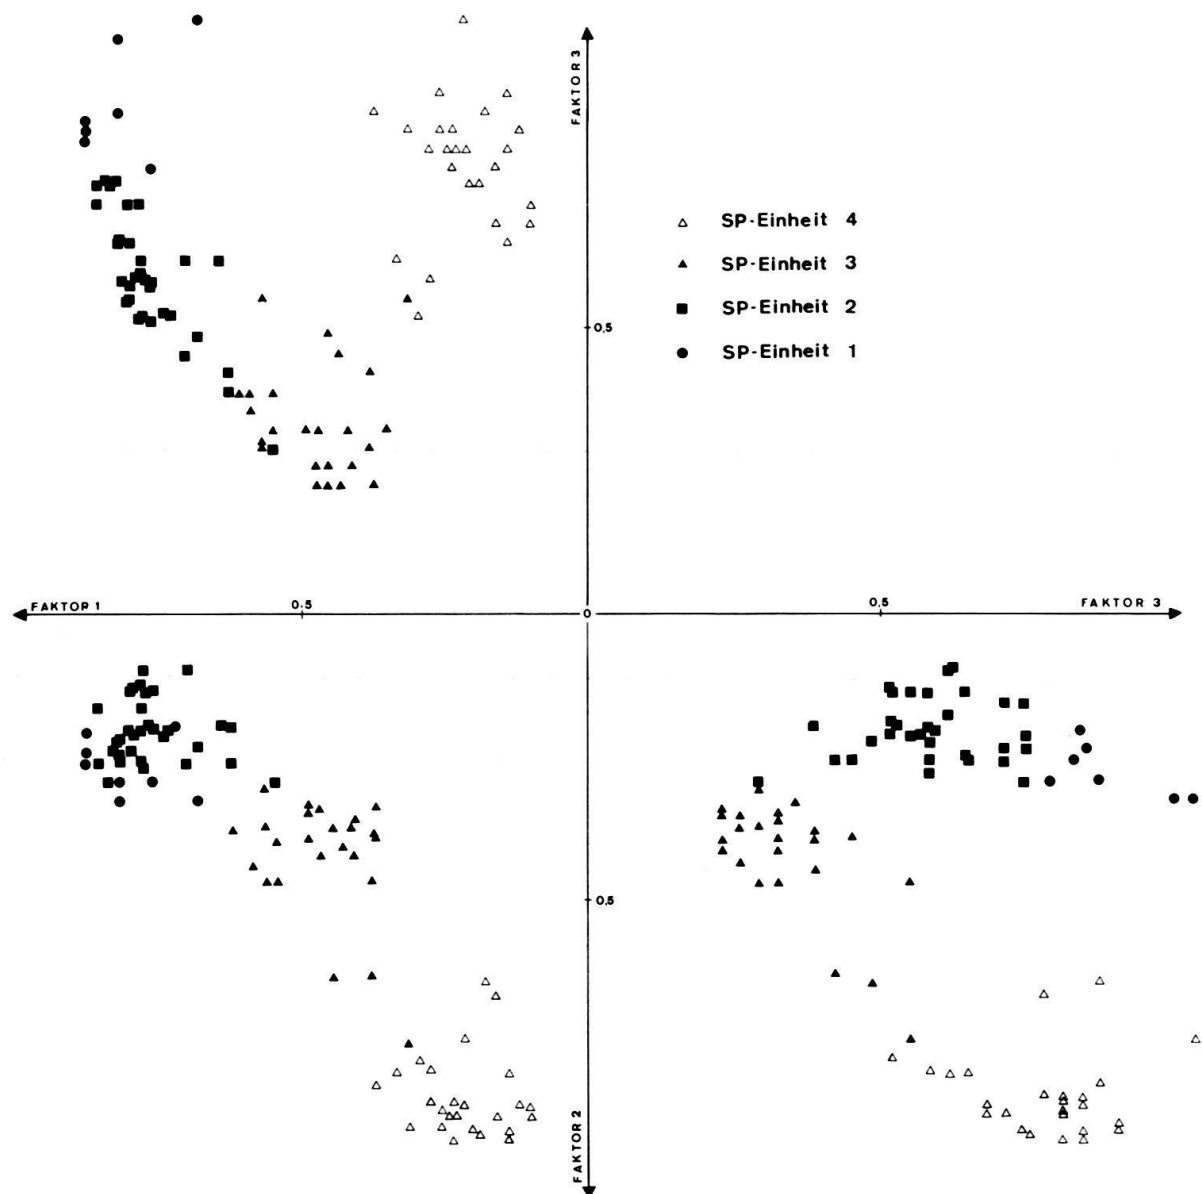 FAKTOR 3
SP-Einheit 4
SP-Einheit 3
SP-Einheit 2
SP-Einheit 1
0,5
FAKTOR 1
0.5
0
0.5
FAKTOR 3
0,5
FAKTOR 2